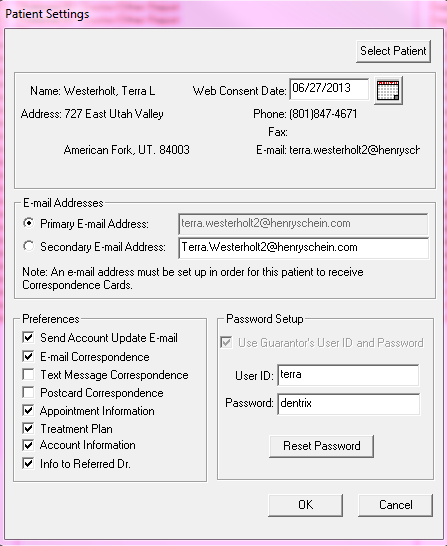 Patient Settings
Select Patient
Name: Westerholt, Terra L Web Consent Date: 06/27/2013
Address: 727 East Utah Valley Phone: (801)847-4671
Fax:
American Fork, UT. 84003 E-mail: terra.westerholt2@henrysch
E-mail Addresses
Primary E-mail Address: terra.westerholt2@henryschein.com
Secondary E-mail Address: Terra.Westerholt2@henryschein.com
Note: An e-mail address must be set up in order for this patient to receive
Correspondence Cards.
Preferences
Send Account Update E-mail
E-mail Correspondence
Text Message Correspondence
Postcard Correspondence
Appointment Information
Treatment Plan
Account Information
Info to Referred Dr.
Password Setup
Use Guarantor's User ID and Password
User ID: terra
Password: dentrix
Reset Password
OK Cancel